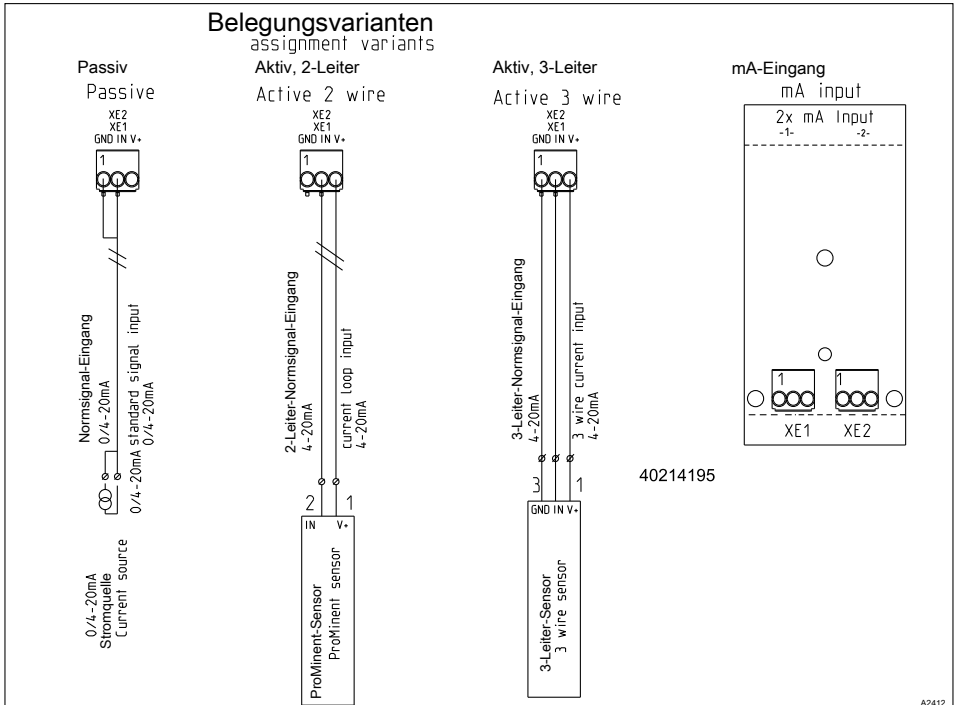 Belegungsvarianten
assignment variants
Passiv
Passive
XE2
XE1
GND IN V+
1
Normsignal-Eingang
0/4-20mA
0/4-20mA standard signal input
0/4-20mA
0/4-20mA
Stromquelle
Current source
Aktiv, 2-Leiter
Active 2 wire
XE2
XE1
GND IN V+
1
2-Leiter-Normsignal-Eingang
4-20mA
current loop input
4-20mA
2 1
IN V+
ProMinent-Sensor
ProMinent sensor
Aktiv, 3-Leiter
Active 3 wire
XE2
XE1
GND IN V+
1
3-Leiter-Normsignal-Eingang
4-20mA
3 wire current input
4-20mA
3 1
GND IN V+
3-Leiter-Sensor
3 wire sensor
mA-Eingang
mA input
2x mA Input
-1- -2-
1 1
XE1 XE2
40214195
A2412